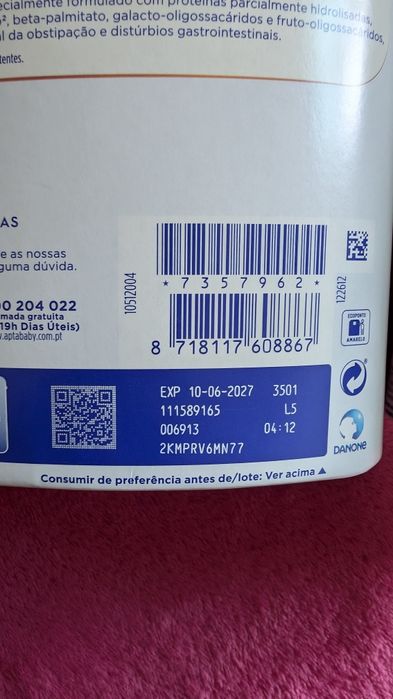 cialmente formulado com proteínas parcialmente hidrolisadas,
beta-palmitato, galacto-oligossacáridos e fruto-oligossacáridos,
l da obstipação e distúrbios gastrointestinais.
tentes.
AS
e as nossas
guma dúvida.
00 204 022
mada gratuita
19h Dias Úteis)
.aptababy.com.pt
10512004
* 7 3 5 7 9 6 2 *
122612
8 718117 608867
ECOPONTO
AMARELO
EXP 10-06-2027 3501
111589165 L5
006913 04:12
2KMPRV6MN77
DANONE
Consumir de preferência antes de/lote: Ver acima ▲